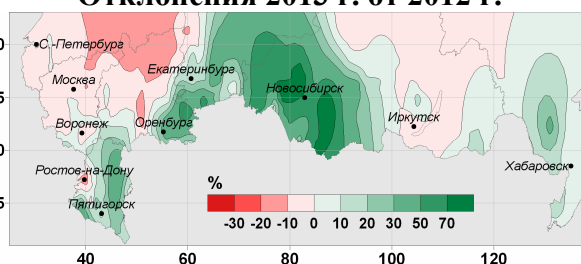 Отклонения 2013 г. от 2012 г.
С.-Петербург
Москва
Екатеринбург
Новосибирск
Воронеж
Оренбург
Иркутск
Ростов-на-Дону
Хабаровск
Пятигорск
%
-30 -20 -10 0 10 20 30 50 70
40 60 80 100 120